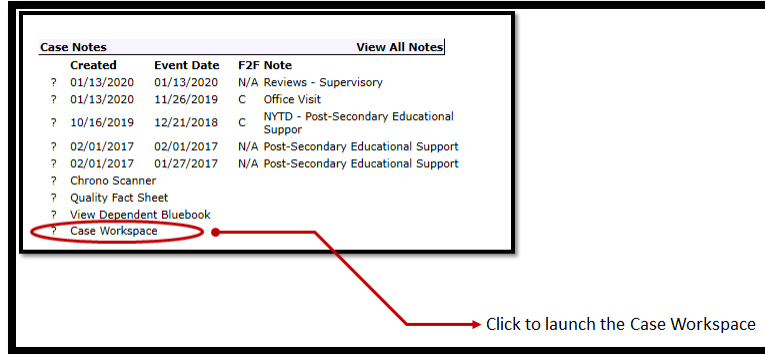 Case Notes View All Notes
Created Event Date F2F Note
? 01/13/2020 01/13/2020 N/A Reviews - Supervisory
? 01/13/2020 11/26/2019 C Office Visit
? 10/16/2019 12/21/2018 C NYTD - Post-Secondary Educational
Suppor
? 02/01/2017 02/01/2017 N/A Post-Secondary Educational Support
? 02/01/2017 01/27/2017 N/A Post-Secondary Educational Support
? Chrono Scanner
? Quality Fact Sheet
? View Dependent Bluebook
? Case Workspace
Click to launch the Case Workspace